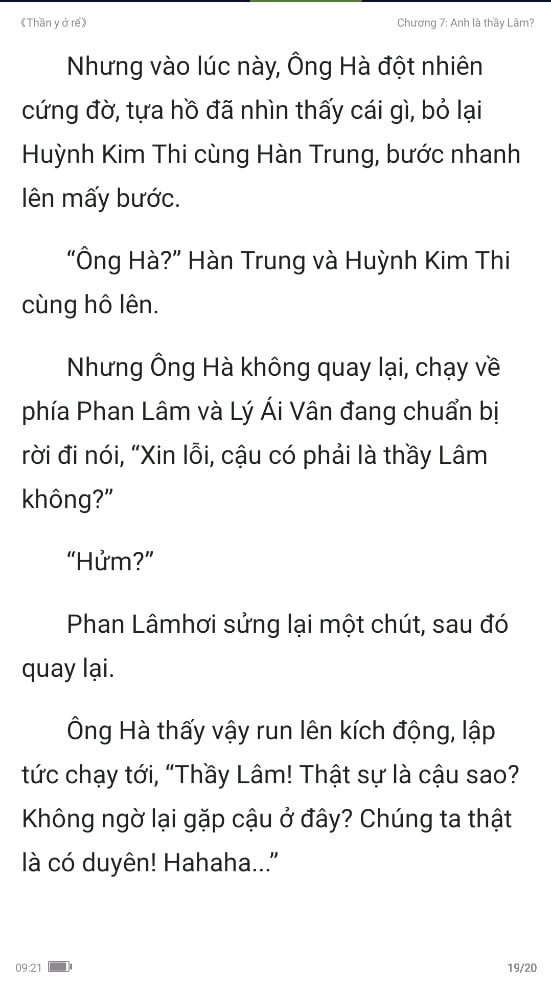 《Thần y ở rể》
Chương 7: Anh là thầy Lâm?
Nhưng vào lúc này, Ông Hà đột nhiên
cứng đờ, tựa hồ đã nhìn thấy cái gì, bỏ lại
Huỳnh Kim Thi cùng Hàn Trung, bước nhanh
lên mấy bước.
“Ông Hà?” Hàn Trung và Huỳnh Kim Thi
cùng hô lên.
Nhưng Ông Hà không quay lại, chạy về
phía Phan Lâm và Lý Ái Vân đang chuẩn bị
rời đi nói, “Xin lỗi, cậu có phải là thầy Lâm
không?”
“Hửm?”
Phan Lâmhơi sửng lại một chút, sau đó
quay lại.
Ông Hà thấy vậy run lên kích động, lập
tức chạy tới, “Thầy Lâm! Thật sự là cậu sao?
Không ngờ lại gặp cậu ở đây? Chúng ta thật
là có duyên! Hahaha...”
09:21
19/20